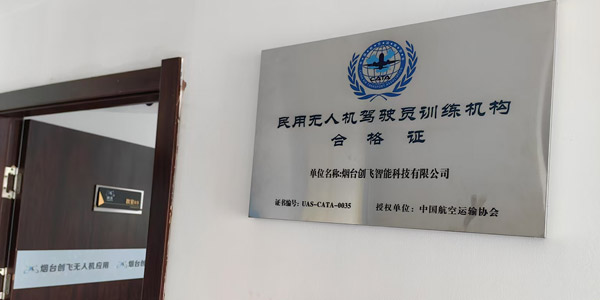 CATA
民用无人机驾驶员训练机构
合格证
单位名称:烟台创飞智能科技有限公司
证书编号: UAS-CATA-0035
授权单位: 中国航空运输协会
烟台创飞无人机应用
烟台创